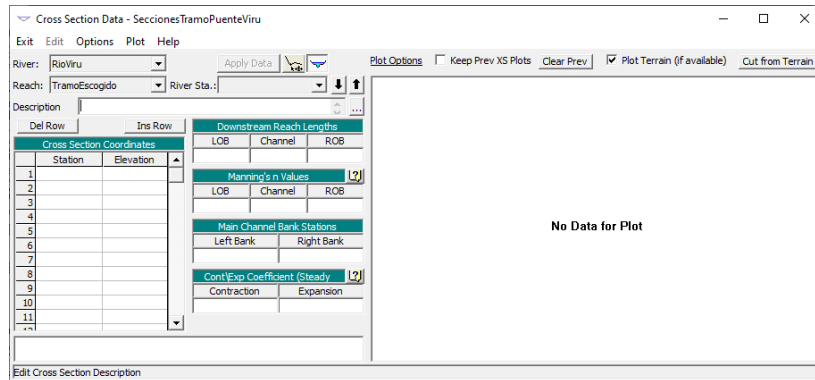 Cross Section Data - SeccionesTramoPuenteViru
Exit Edit Options Plot Help
River: RioViru Apply Data Plot Options Keep Prev XS Plots Clear Prev Plot Terrain (if available) Cut from Terrain
Reach: TramoEscogido River Sta.:
Description ...
Del Row Ins Row Downstream Reach Lengths
Cross Section Coordinates LOB Channel ROB
Station Elevation
1
2
3
4
5
6
7
8
9
10
11
12
Manning's n Values
LOB Channel ROB
Main Channel Bank Stations
Left Bank Right Bank
Cont\Exp Coefficient (Steady
Contraction Expansion
No Data for Plot
Edit Cross Section Description